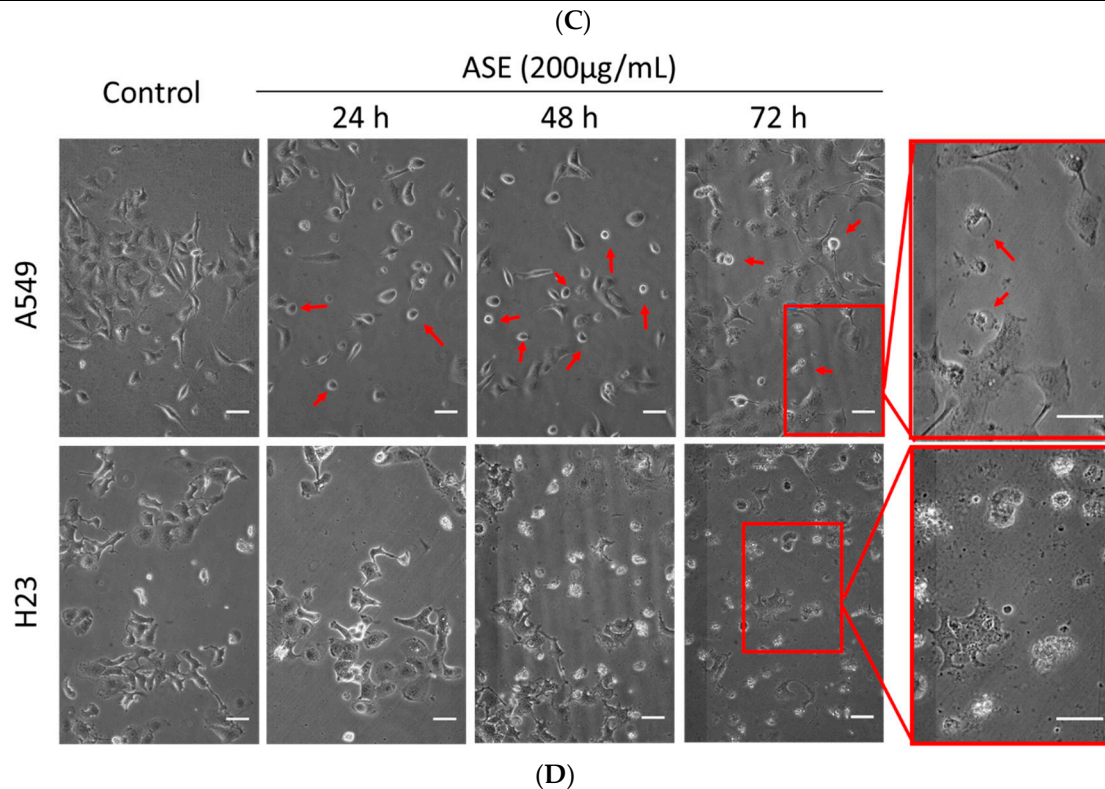 (C)
ASE (200μg/mL)
Control
24 h
48 h
72 h
A549
H23
(D)